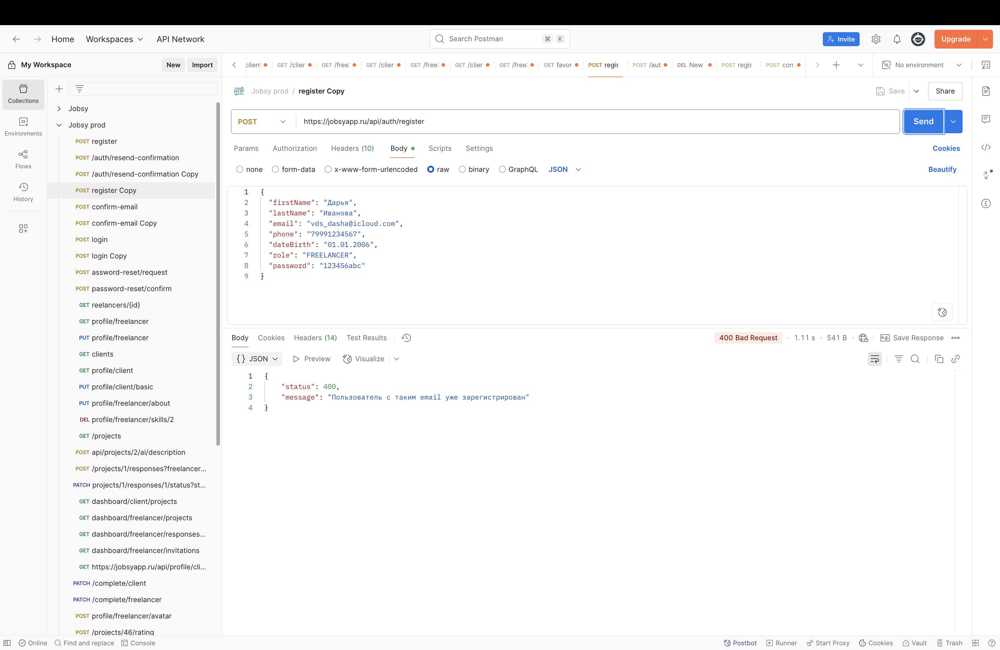 Home
Workspaces
API Network
Search Postman
⌘ K
Invite
Upgrade
My Workspace
New
Import
GET /clier
GET /free
GET /clier
GET /free
GET /clier
GET /free
GET favor
POST regis
POST /aut
DEL New
POST regis
POST con
No environment
Collections
Environments
Flows
History
Jobsy
Jobsy prod
POST register
POST /auth/resend-confirmation
POST /auth/resend-confirmation Copy
POST register Copy
POST confirm-email
POST confirm-email Copy
POST login
POST login Copy
POST assword-reset/request
POST password-reset/confirm
GET reelancers/{id}
GET profile/freelancer
PUT profile/freelancer
GET clients
GET profile/client
PUT profile/client/basic
PUT profile/freelancer/about
DEL profile/freelancer/skills/2
GET /projects
POST api/projects/2/ai/description
POST /projects/1/responses?freelancer...
PATCH projects/1/responses/1/status?st...
GET dashboard/client/projects
GET dashboard/freelancer/projects
GET dashboard/freelancer/responses...
GET dashboard/freelancer/invitations
GET https://jobsyapp.ru/api/profile/cli...
PATCH /complete/client
PATCH /complete/freelancer
POST profile/freelancer/avatar
POST /projects/46/rating
HTTP Jobsy prod / register Copy
Save
Share
POST
https://jobsyapp.ru/api/auth/register
Send
Params
Authorization
Headers (10)
Body
Scripts
Settings
Cookies
none
form-data
x-www-form-urlencoded
raw
binary
GraphQL
JSON
Beautify
1 {
2 "firstName": "Дарья",
3 "lastName": "Иванова",
4 "email": "vds_dasha@icloud.com",
5 "phone": "79991234567",
6 "dateBirth": "01.01.2006",
7 "role": "FREELANCER",
8 "password": "123456abc"
9 }
Body
Cookies
Headers (14)
Test Results
400 Bad Request
1.11 s
541 B
e.g. Save Response
{} JSON
Preview
Visualize
1 {
2 "status": 400,
3 "message": "Пользователь с таким email уже зарегистрирован"
4 }
Online
Find and replace
Console
Postbot
Runner
Start Proxy
Cookies
Vault
Trash